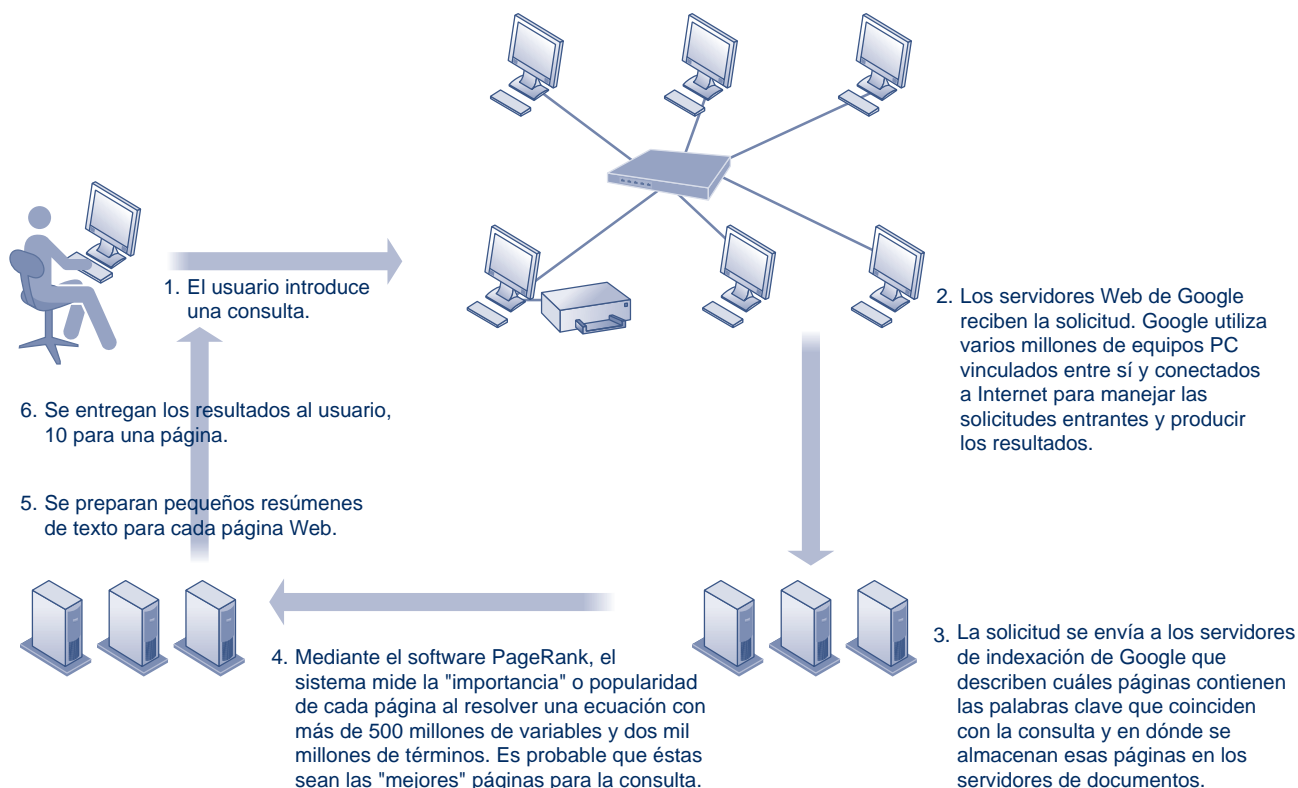 1. El usuario introduce
una consulta.
2. Los servidores Web de Google
reciben la solicitud. Google utiliza
varios millones de equipos PC
vinculados entre sí y conectados
a Internet para manejar las
solicitudes entrantes y producir
los resultados.
3. La solicitud se envía a los servidores
de indexación de Google que
describen cuáles páginas contienen
las palabras clave que coinciden
con la consulta y en dónde se
almacenan esas páginas en los
servidores de documentos.
4. Mediante el software PageRank, el
sistema mide la "importancia" o popularidad
de cada página al resolver una ecuación con
más de 500 millones de variables y dos mil
millones de términos. Es probable que éstas
sean las "mejores" páginas para la consulta.
5. Se preparan pequeños resúmenes
de texto para cada página Web.
6. Se entregan los resultados al usuario,
10 para una página.